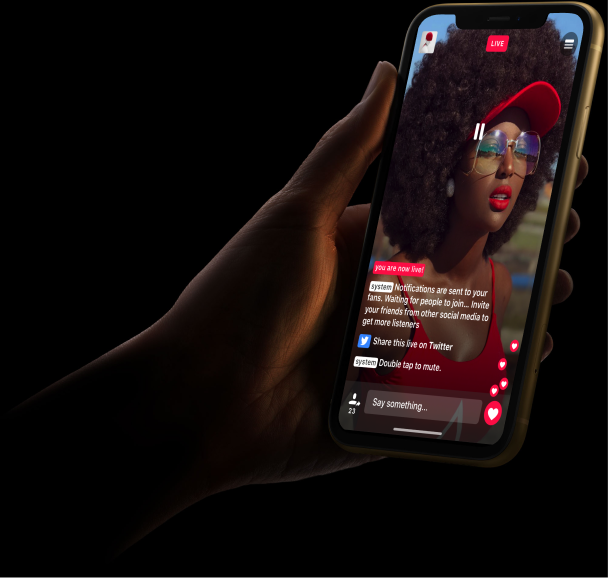 LIVE
you are now live!
system Notifications are sent to your
fans. Waiting for people to join... Invite
your friends from other social media to
get more listeners
Share this live on Twitter
system Double tap to mute.
Say something...
23